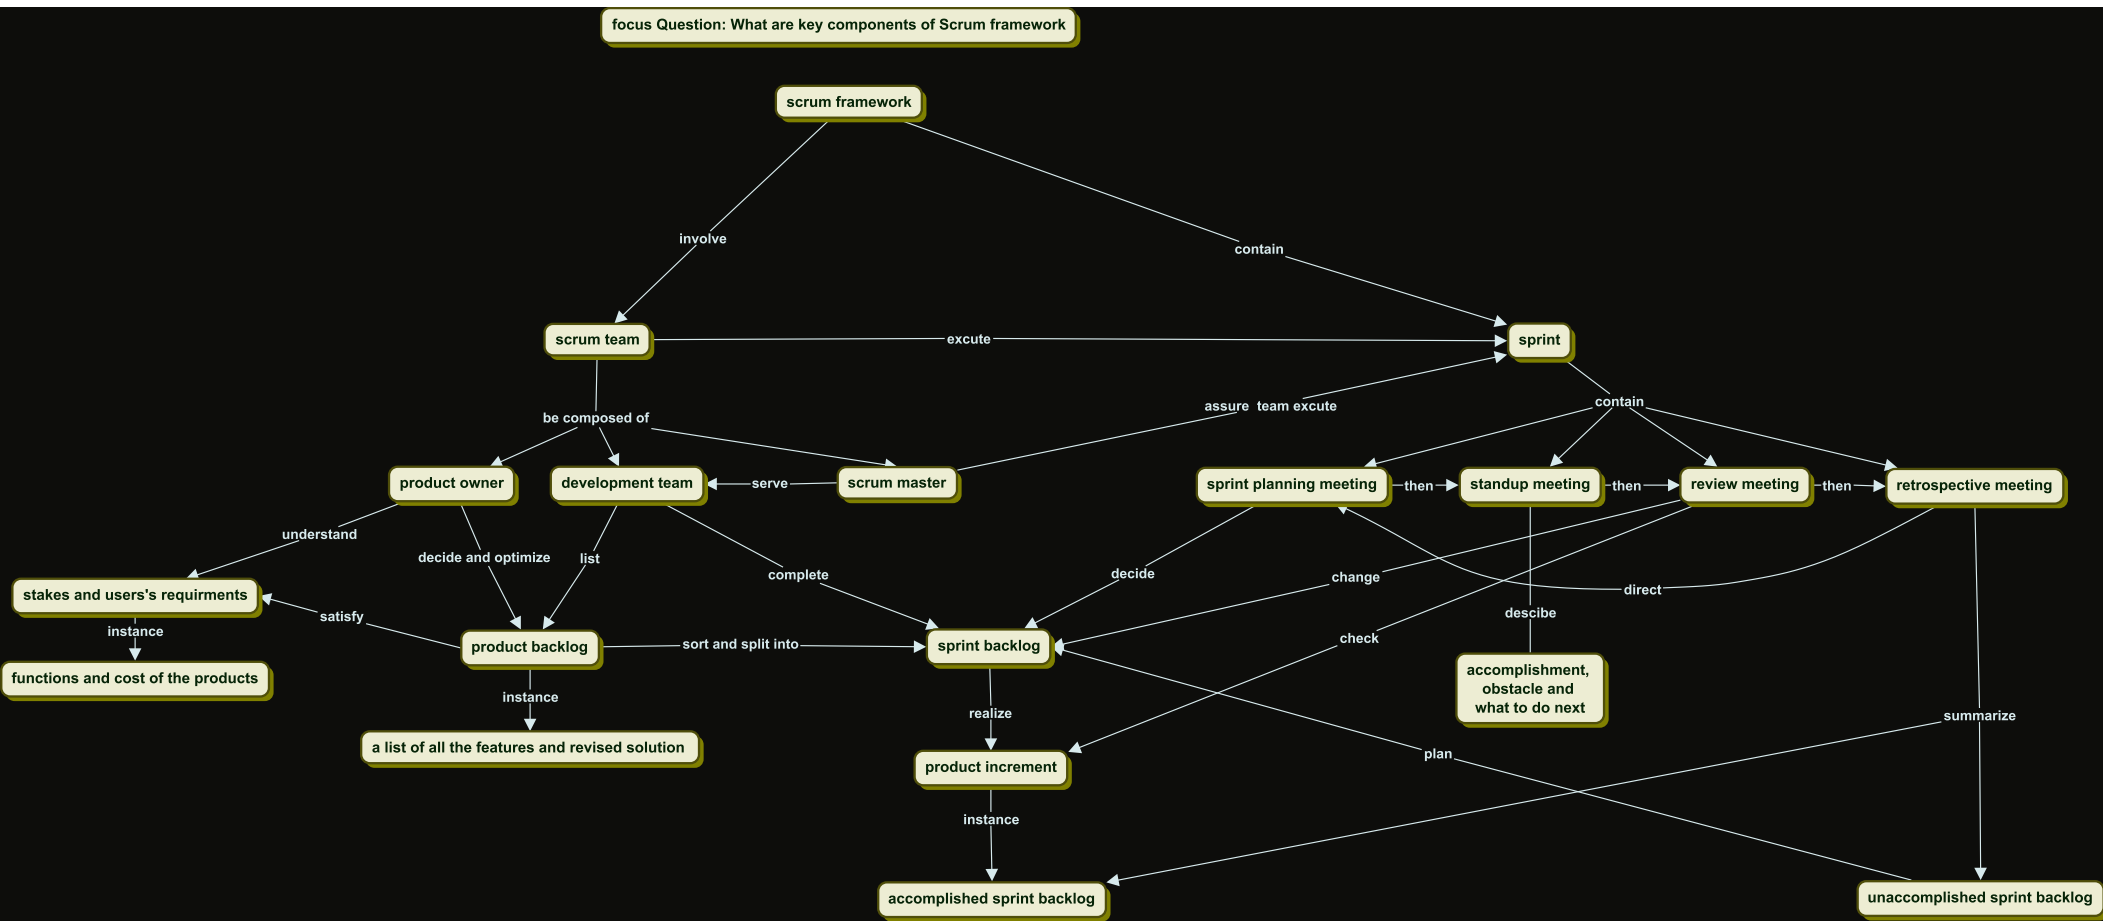 focus Question: What are key components of Scrum framework
scrum framework
involve
contain
scrum team
excute
sprint
be composed of
assure team excute
contain
product owner
development team
serve
scrum master
sprint planning meeting
then
standup meeting
then
review meeting
then
retrospective meeting
understand
decide and optimize
list
complete
decide
change
direct
stakes and users's requirments
satisfy
instance
functions and cost of the products
product backlog
sort and split into
sprint backlog
check
descibe
accomplishment,
obstacle and
what to do next
instance
a list of all the features and revised solution
realize
summarize
plan
product increment
instance
accomplished sprint backlog
unaccomplished sprint backlog